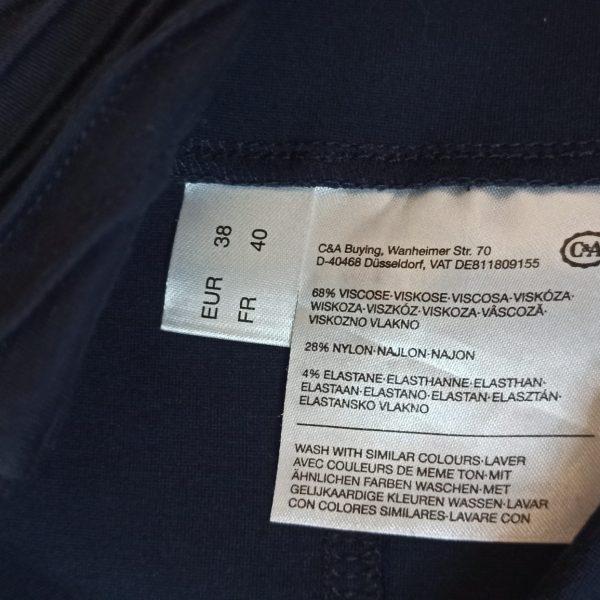 EUR 38
FR 40
C&A Buying, Wanheimer Str. 70
D-40468 Düsseldorf, VAT DE811809155
C&A
68% VISCOSE·VISKOSE·VISCOSA·VISKÓZA·
WISKOZA·VISZKÓZ·VISKOZA·VÂSCOZĂ·
VISKOZNO VLAKNO
28% NYLON·NAJLON·NAJON
4% ELASTANE·ELASTHANNE·ELASTHAN·
ELASTAAN·ELASTANO·ELASTAN·ELASZTÁN·
ELASTANSKO VLAKNO
WASH WITH SIMILAR COLOURS·LAVER
AVEC COULEURS DE MEME TON·MIT
ÄHNLICHEN FARBEN WASCHEN·MET
GELIJKAARDIGE KLEUREN WASSEN·LAVAR
CON COLORES SIMILARES·LAVARE CON